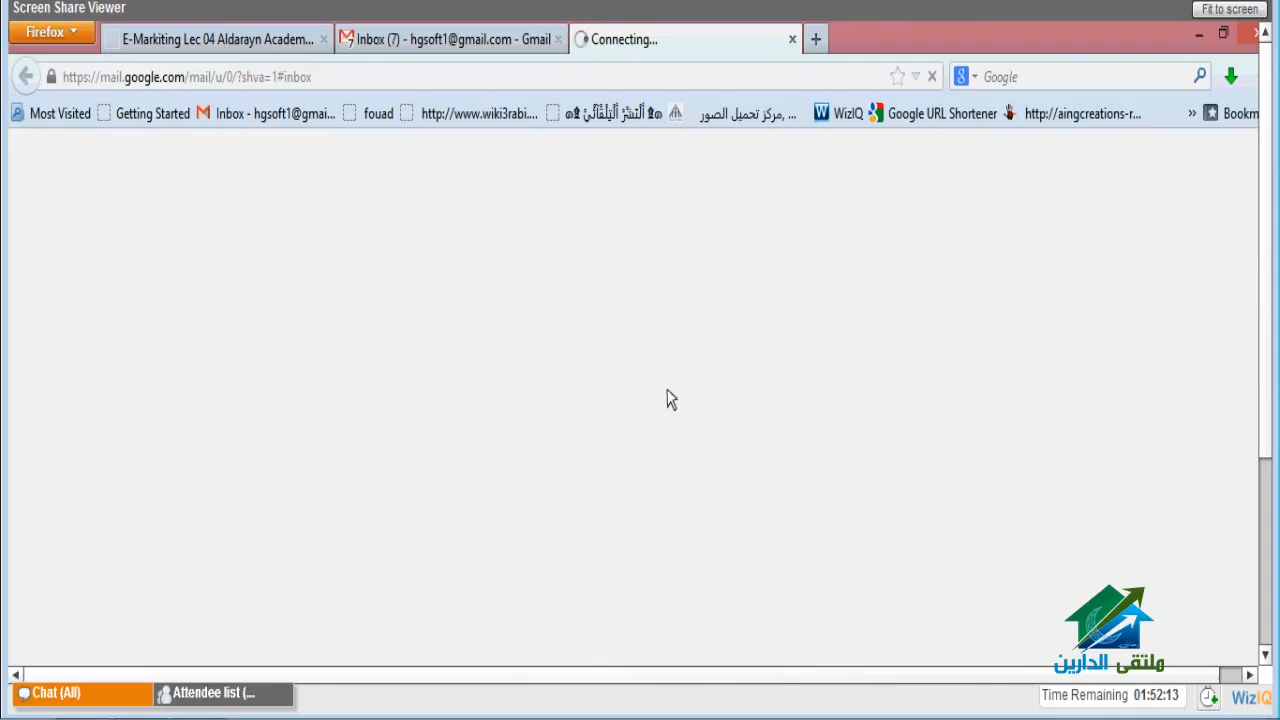 Screen Share Viewer
Fit to screen
Firefox
E-Markiting Lec 04 Aldarayn Academ...
Inbox (7) - hgsoft1@gmail.com - Gmail
Connecting...
https://mail.google.com/mail/u/0/?shva=1#inbox
Google
Most Visited
Getting Started
Inbox - hgsoft1@gmai...
fouad
http://www.wiki3rabi....
مركز تحميل الصور, ...
WizIQ
Google URL Shortener
http://aingcreations-r...
Bookm
ملتقى الدارين
Chat (All)
Attendee list (...
Time Remaining 01:52:13
WizIQ